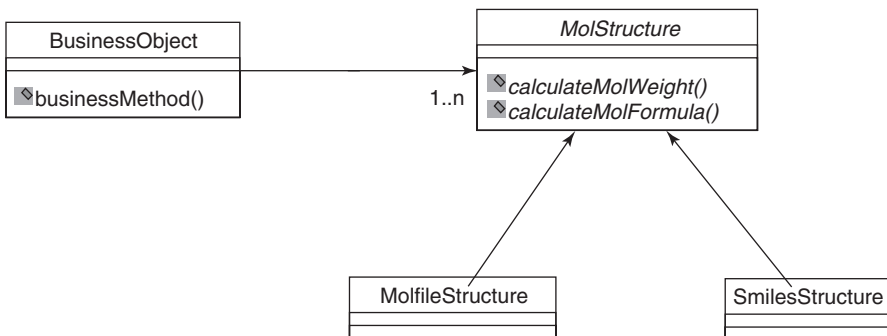 BusinessObject
businessMethod()
1..n
MolStructure
calculateMolWeight()
calculateMolFormula()
MolfileStructure
SmilesStructure